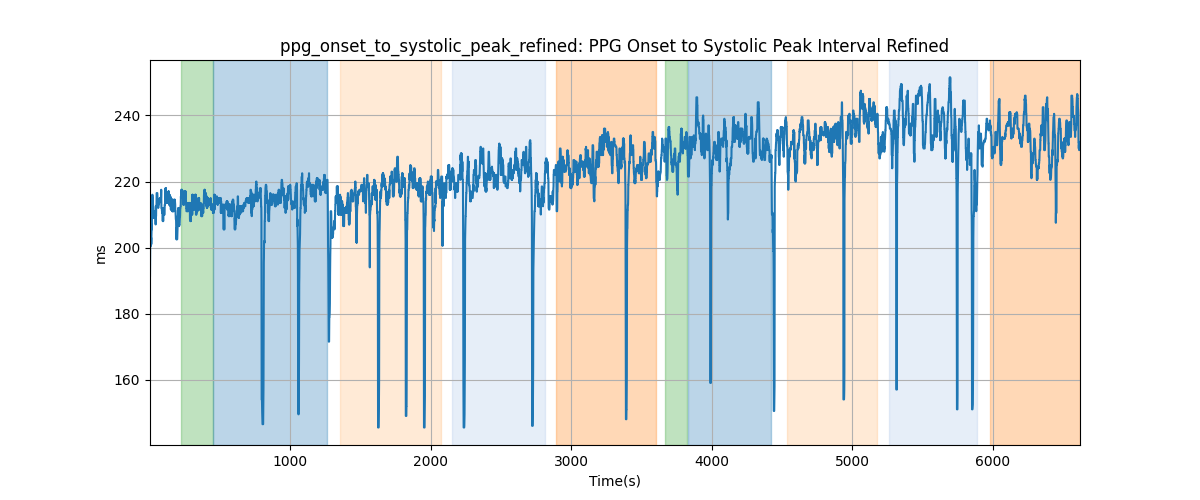 ppg_onset_to_systolic_peak_refined: PPG Onset to Systolic Peak Interval Refined
240
220
200
180
160
ms
1000 2000 3000 4000 5000 6000
Time(s)